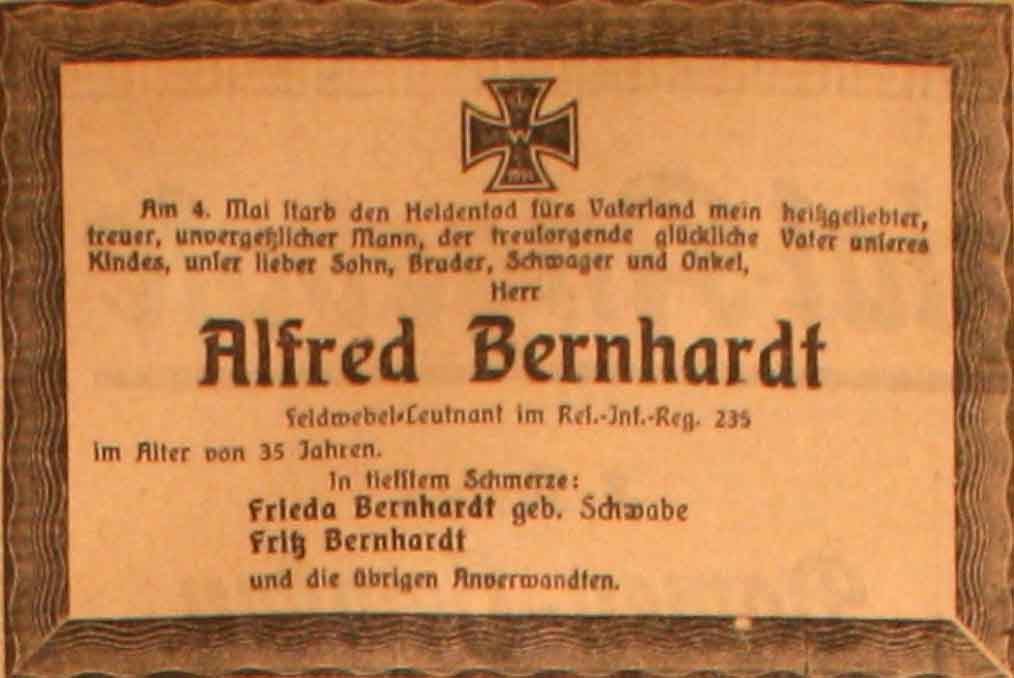 W
1914
Am 4. Mai starb den Heldentod fürs Vaterland mein heißgeliebter,
treuer, unvergeßlicher Mann, der treusorgende glückliche Vater unseres
Kindes, unser lieber Sohn, Bruder, Schwager und Onkel,
Herr
Alfred Bernhardt
Feldwebel-Leutnant im Res.-Inf.-Reg. 235
im Alter von 35 Jahren.
In tiefstem Schmerze:
Frieda Bernhardt geb. Schwabe
Fritz Bernhardt
und die übrigen Anverwandten.